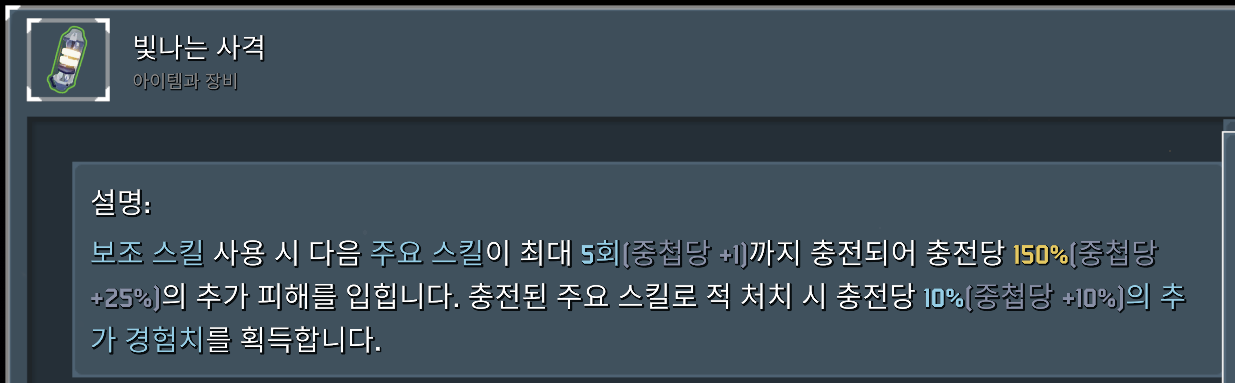 빛나는 사격
아이템과 장비
설명:
보조 스킬 사용 시 다음 주요 스킬이 최대 5회(중첩당 +1)까지 충전되어 충전당 150%(중첩당
+25%)의 추가 피해를 입힙니다. 충전된 주요 스킬로 적 처치 시 충전당 10%(중첩당 +10%)의 추
가 경험치를 획득합니다.